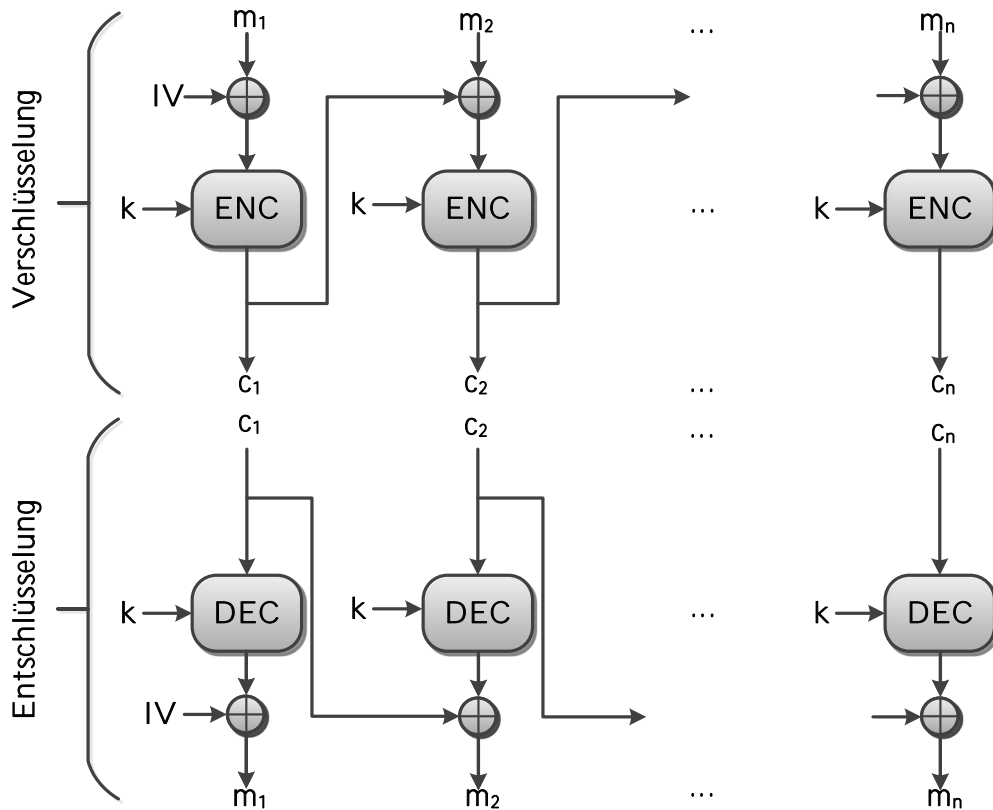 Verschlüsselung
m1 m2 ... mn
IV
k ENC k ENC ... k ENC
c1 c2 ... cn
Entschlüsselung
c1 c2 ... cn
k DEC k DEC ... k DEC
IV
m1 m2 ... mn